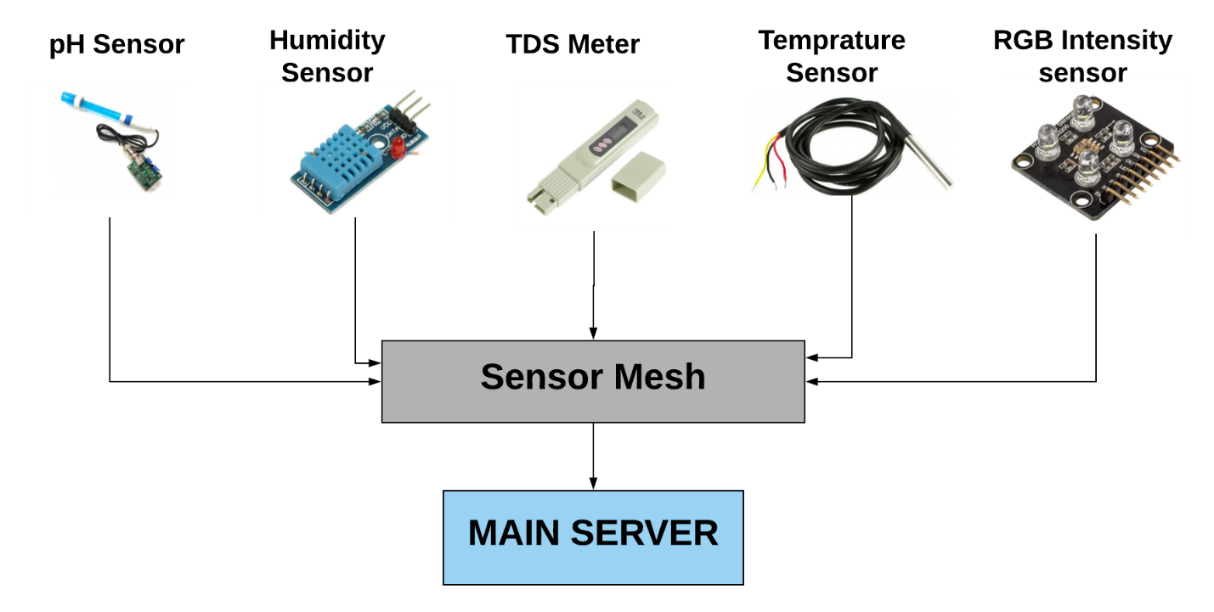 pH Sensor
Humidity
Sensor
TDS Meter
Temprature
Sensor
RGB Intensity
sensor
Sensor Mesh
MAIN SERVER